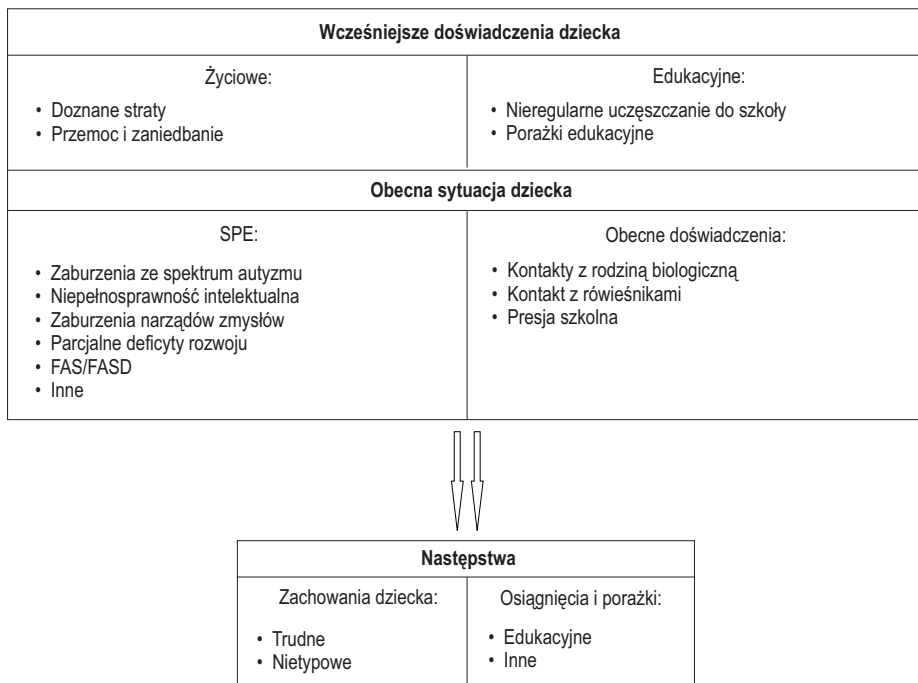 Wcześniejsze doświadczenia dziecka
Życiowe:
• Doznane straty
• Przemoc i zaniedbanie
Edukacyjne:
• Nieregularne uczęszczanie do szkoły
• Porażki edukacyjne
Obecna sytuacja dziecka
SPE:
• Zaburzenia ze spektrum autyzmu
• Niepełnosprawność intelektualna
• Zaburzenia narządów zmysłów
• Parcjalne deficyty rozwoju
• FAS/FASD
• Inne
Obecne doświadczenia:
• Kontakty z rodziną biologiczną
• Kontakt z rówieśnikami
• Presja szkolna
Następstwa
Zachowania dziecka:
• Trudne
• Nietypowe
Osiągnięcia i porażki:
• Edukacyjne
• Inne